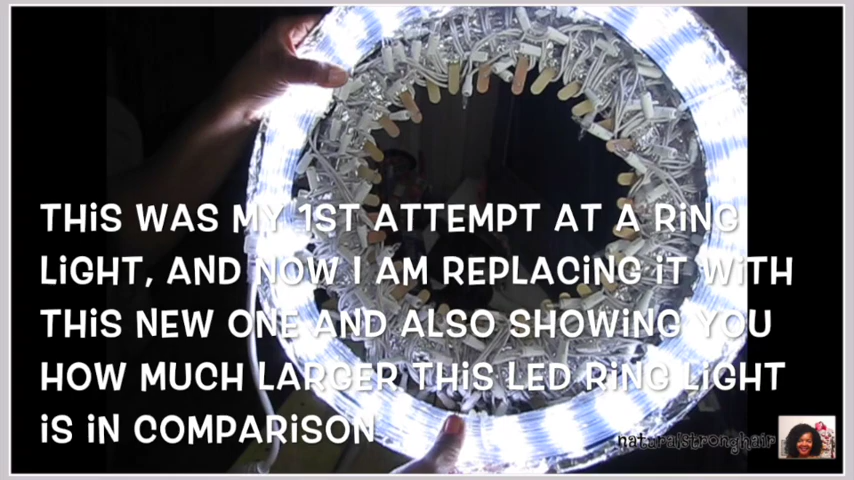 THiS WAS MY 1ST ATTEMPT AT A RiNG
LiGHT, AND NOW I AM REPLACiNG iT WiTH
THiS NEW ONE AND ALSO SHOWiNG YOU
HOW MUCH LARGER THiS LED RiNG LiGHT
iS iN COMPARiSON
naturalstronghair